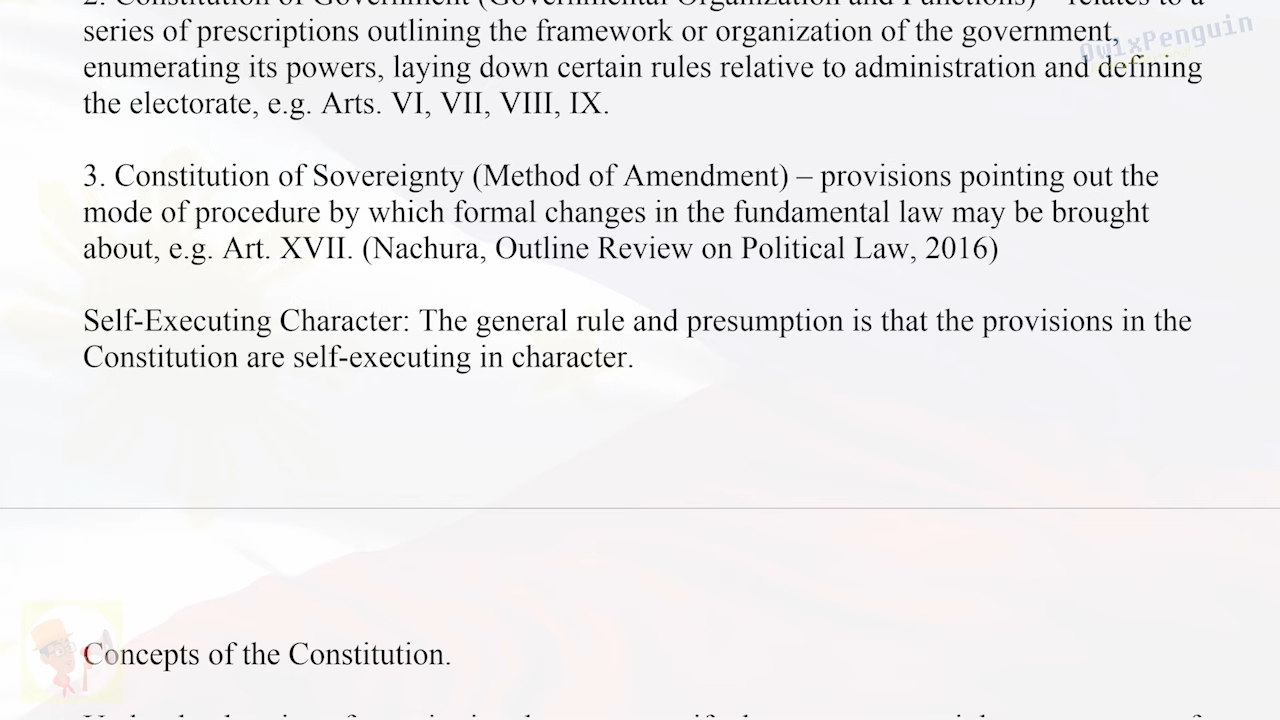 2. Constitution of Government (Governmental Organization and Functions) – relates to a
series of prescriptions outlining the framework or organization of the government,
enumerating its powers, laying down certain rules relative to administration and defining
the electorate, e.g. Arts. VI, VII, VIII, IX.
3. Constitution of Sovereignty (Method of Amendment) – provisions pointing out the
mode of procedure by which formal changes in the fundamental law may be brought
about, e.g. Art. XVII. (Nachura, Outline Review on Political Law, 2016)
Self-Executing Character: The general rule and presumption is that the provisions in the
Constitution are self-executing in character.
Concepts of the Constitution.
OwlxPenguin